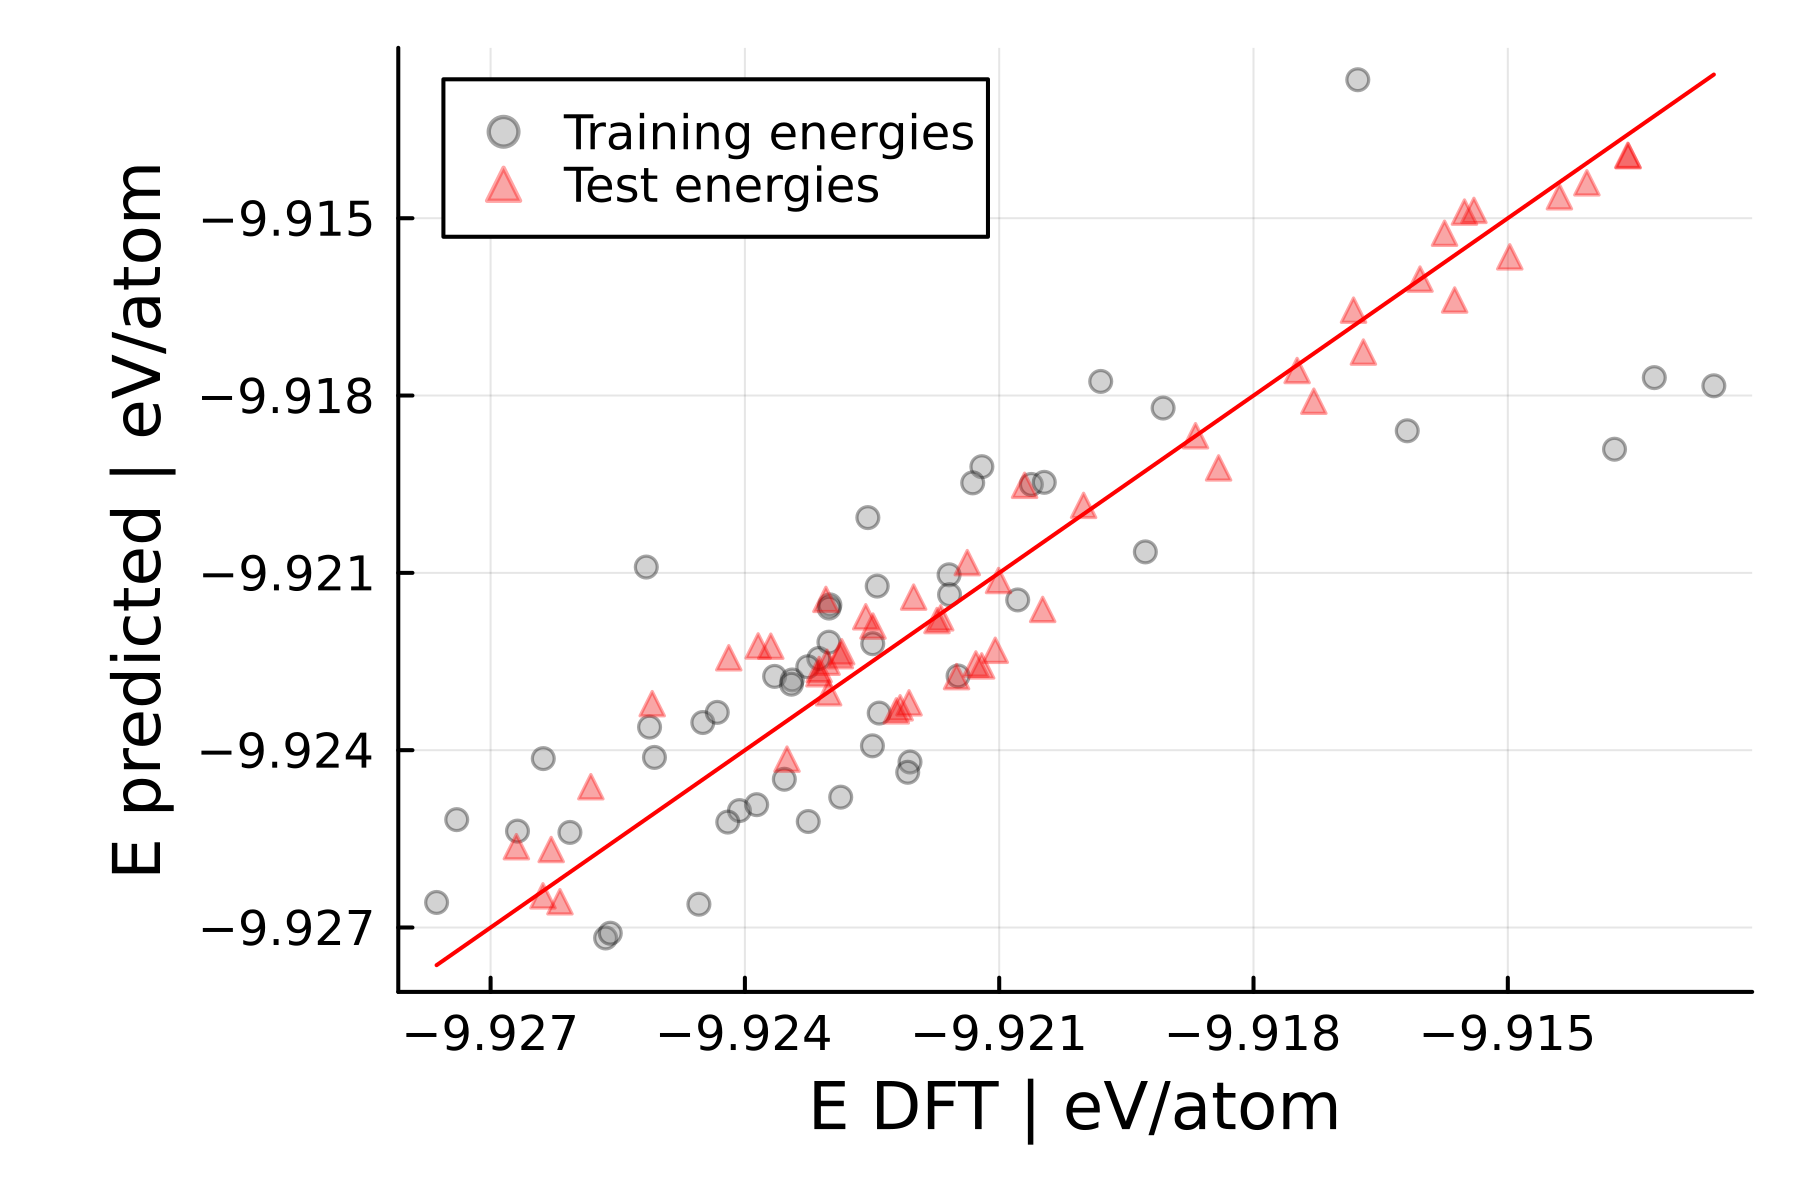 Training energies
Test energies
E predicted | eV/atom
−9.915
−9.918
−9.921
−9.924
−9.927
−9.927
−9.924
−9.921
−9.918
−9.915
E DFT | eV/atom